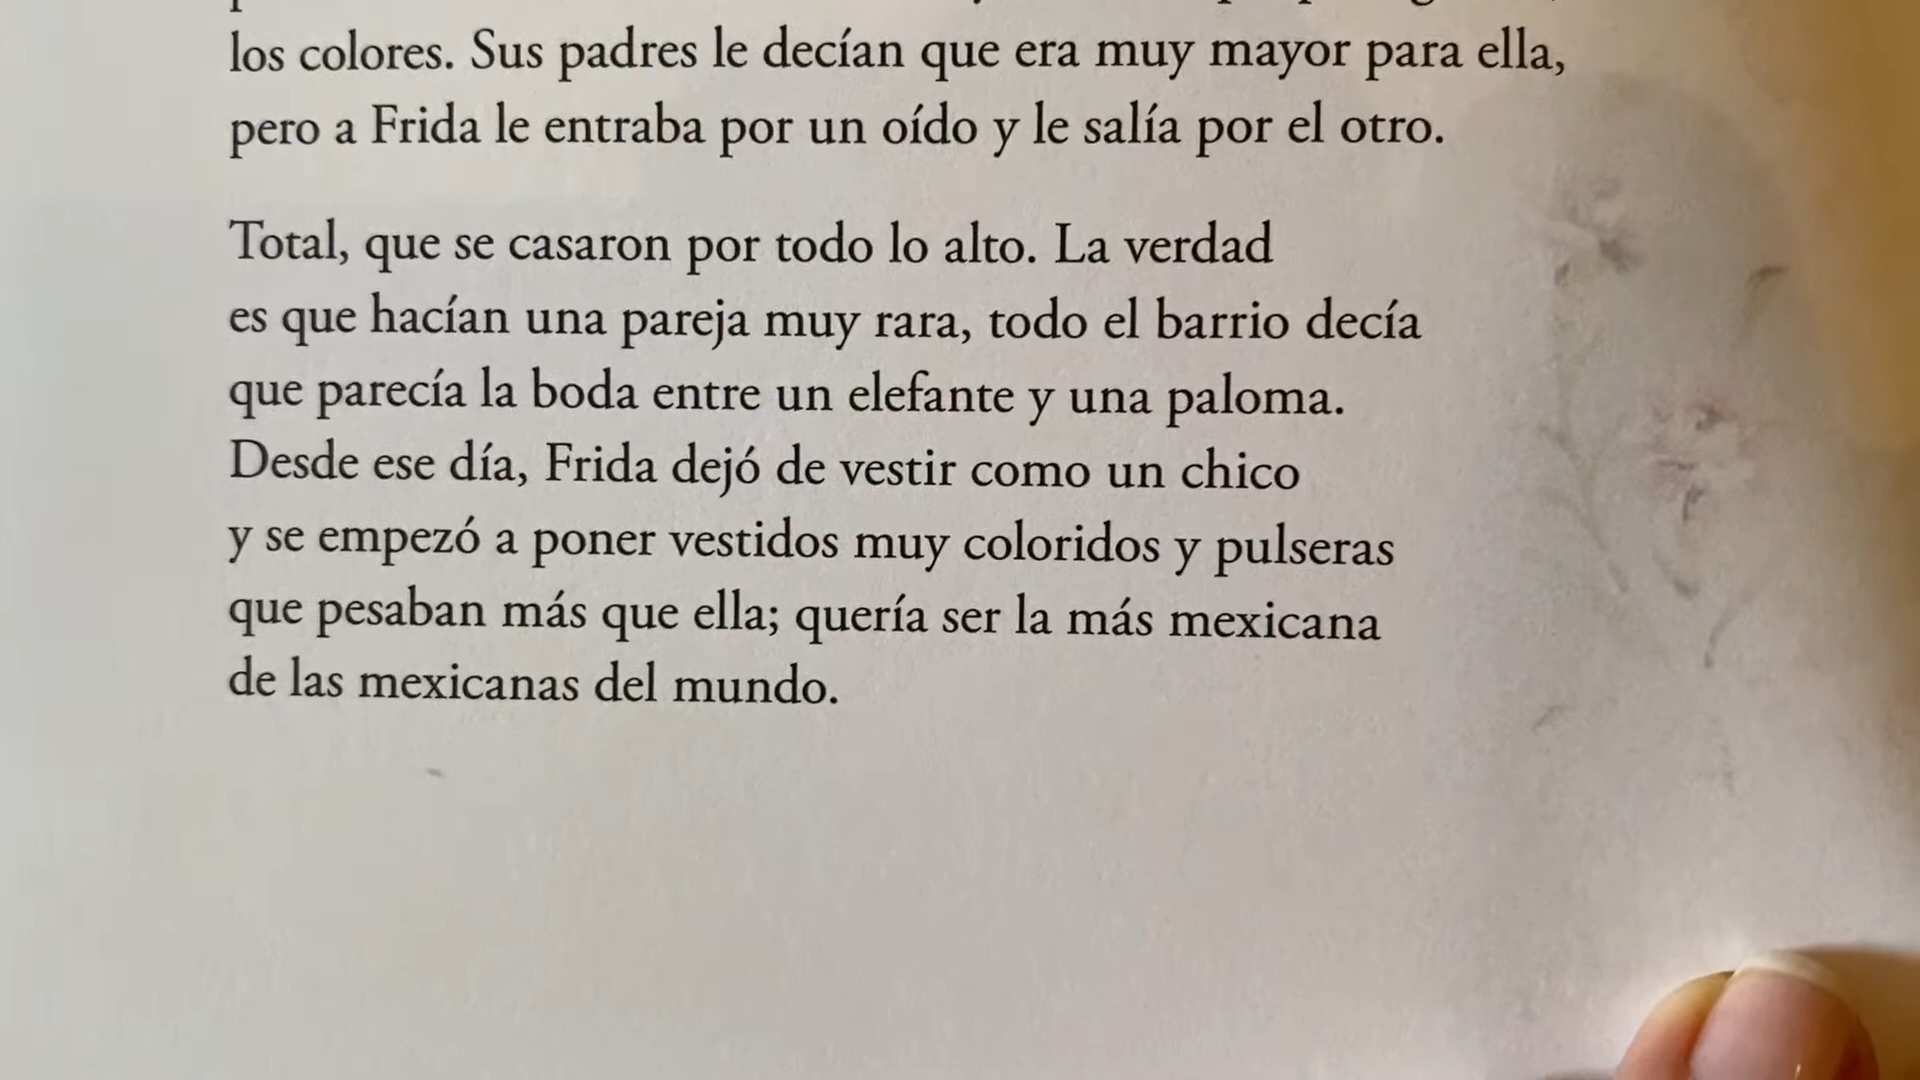 los colores. Sus padres le decían que era muy mayor para ella,
pero a Frida le entraba por un oído y le salía por el otro.
Total, que se casaron por todo lo alto. La verdad
es que hacían una pareja muy rara, todo el barrio decía
que parecía la boda entre un elefante y una paloma.
Desde ese día, Frida dejó de vestir como un chico
y se empezó a poner vestidos muy coloridos y pulseras
que pesaban más que ella; quería ser la más mexicana
de las mexicanas del mundo.